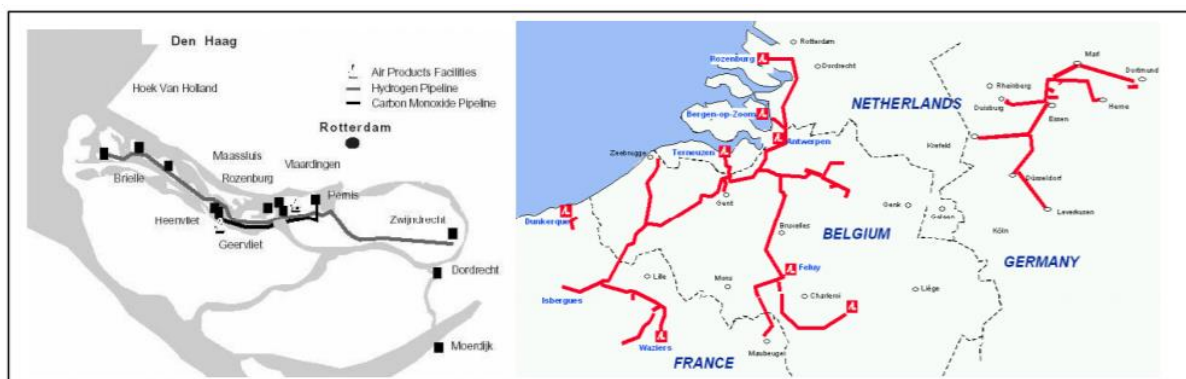 Den Haag
Hoek Van Holland
Air Products Facilities
Hydrogen Pipeline
Carbon Monoxide Pipeline
Rotterdam
Maassluis
Vlaardingen
Rozenburg
Brielle
Pernis
Heenvliet
Zwijndrecht
Geervliet
Dordrecht
Moerdijk
Rotterdam
Rozenburg
Dordrecht
Marl
Dortmund
Rheinberg
NETHERLANDS
Duisburg
Herne
Bergen-op-Zoom
Essen
Antwerpen
Krefeld
Zeebrugge
Terneuzen
Düsseldorf
Gent
Genk
Geleen
Leverkusen
Dunkerque
Bruxelles
BELGIUM
Köln
GERMANY
Feluy
Lille
Mons
Liège
Isbergues
Charleroi
Waziers
Maubeuge
FRANCE